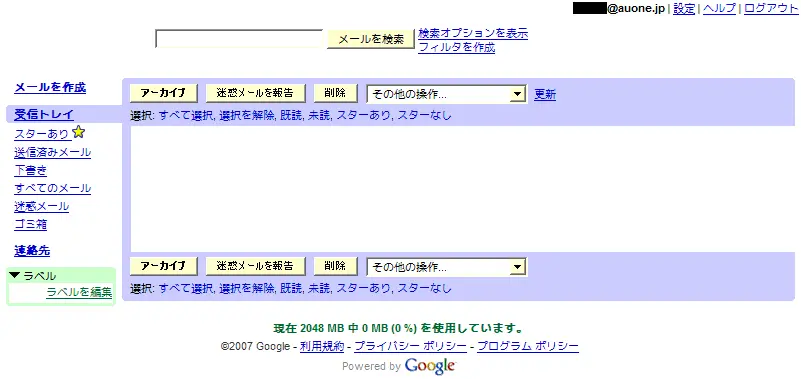 @auone.jp | 設定 | ヘルプ | ログアウト
メールを検索 検索オプションを表示
フィルタを作成
メールを作成
受信トレイ
スターあり
送信済みメール
下書き
すべてのメール
迷惑メール
ゴミ箱
連絡先
▼ ラベル
ラベルを編集
アーカイブ 迷惑メールを報告 削除 その他の操作... 更新
選択: すべて選択, 選択を解除, 既読, 未読, スターあり, スターなし
アーカイブ 迷惑メールを報告 削除 その他の操作...
選択: すべて選択, 選択を解除, 既読, 未読, スターあり, スターなし
現在 2048 MB 中 0 MB (0 %) を使用しています。
©2007 Google - 利用規約 - プライバシー ポリシー - プログラム ポリシー
Powered by Google